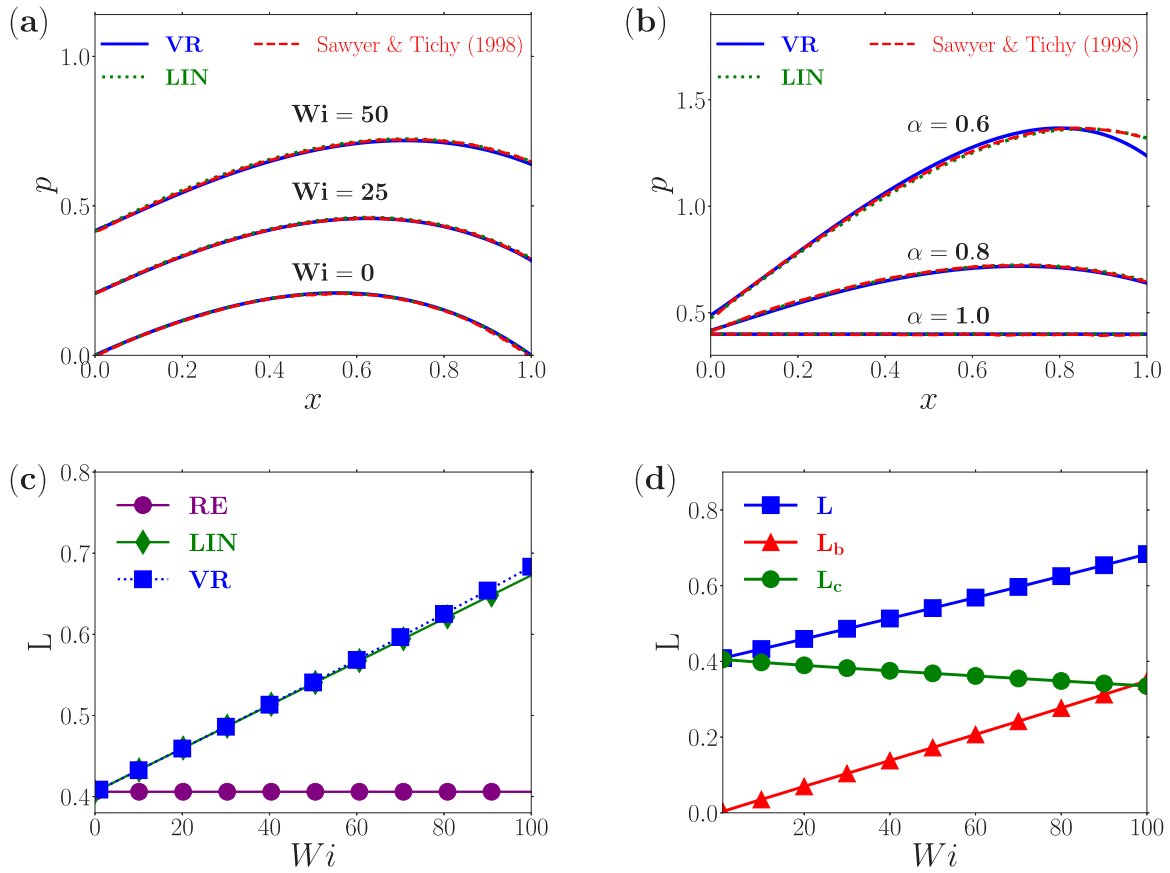 (a)
VR
Sawyer & Tichy (1998)
LIN
Wi = 50
Wi = 25
Wi = 0
1.0
0.5
0.0
p
0.0 0.2 0.4 0.6 0.8 1.0
x
(b)
VR
Sawyer & Tichy (1998)
LIN
α = 0.6
α = 0.8
α = 1.0
1.5
1.0
0.5
p
0.0 0.2 0.4 0.6 0.8 1.0
x
(c)
RE
LIN
VR
0.8
0.7
0.6
0.5
0.4
L
0 20 40 60 80 100
Wi
(d)
L
L_b
L_c
0.8
0.6
0.4
0.2
0.0
L
20 40 60 80 100
Wi